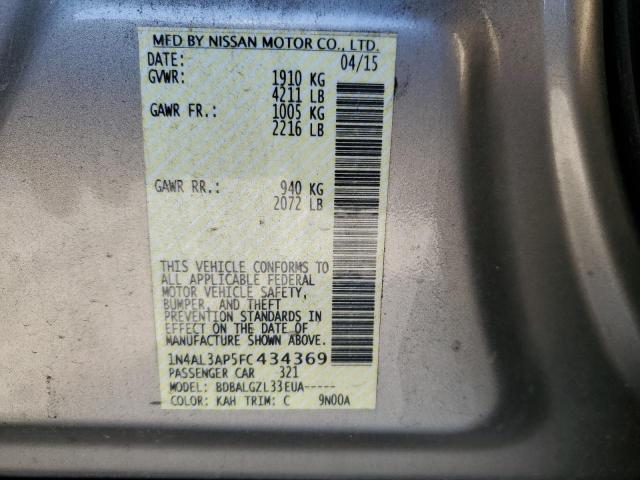 MFD BY NISSAN MOTOR CO., LTD.
DATE: 04/15
GVWR: 1910 KG
4211 LB
GAWR FR.: 1005 KG
2216 LB
GAWR RR.: 940 KG
2072 LB
THIS VEHICLE CONFORMS TO
ALL APPLICABLE FEDERAL
MOTOR VEHICLE SAFETY,
BUMPER, AND THEFT
PREVENTION STANDARDS IN
EFFECT ON THE DATE OF
MANUFACTURE SHOWN ABOVE.
1N4AL3AP5FC434369
PASSENGER CAR 321
MODEL: BDBALGZL33EUA-----
COLOR: KAH TRIM: C 9N00A